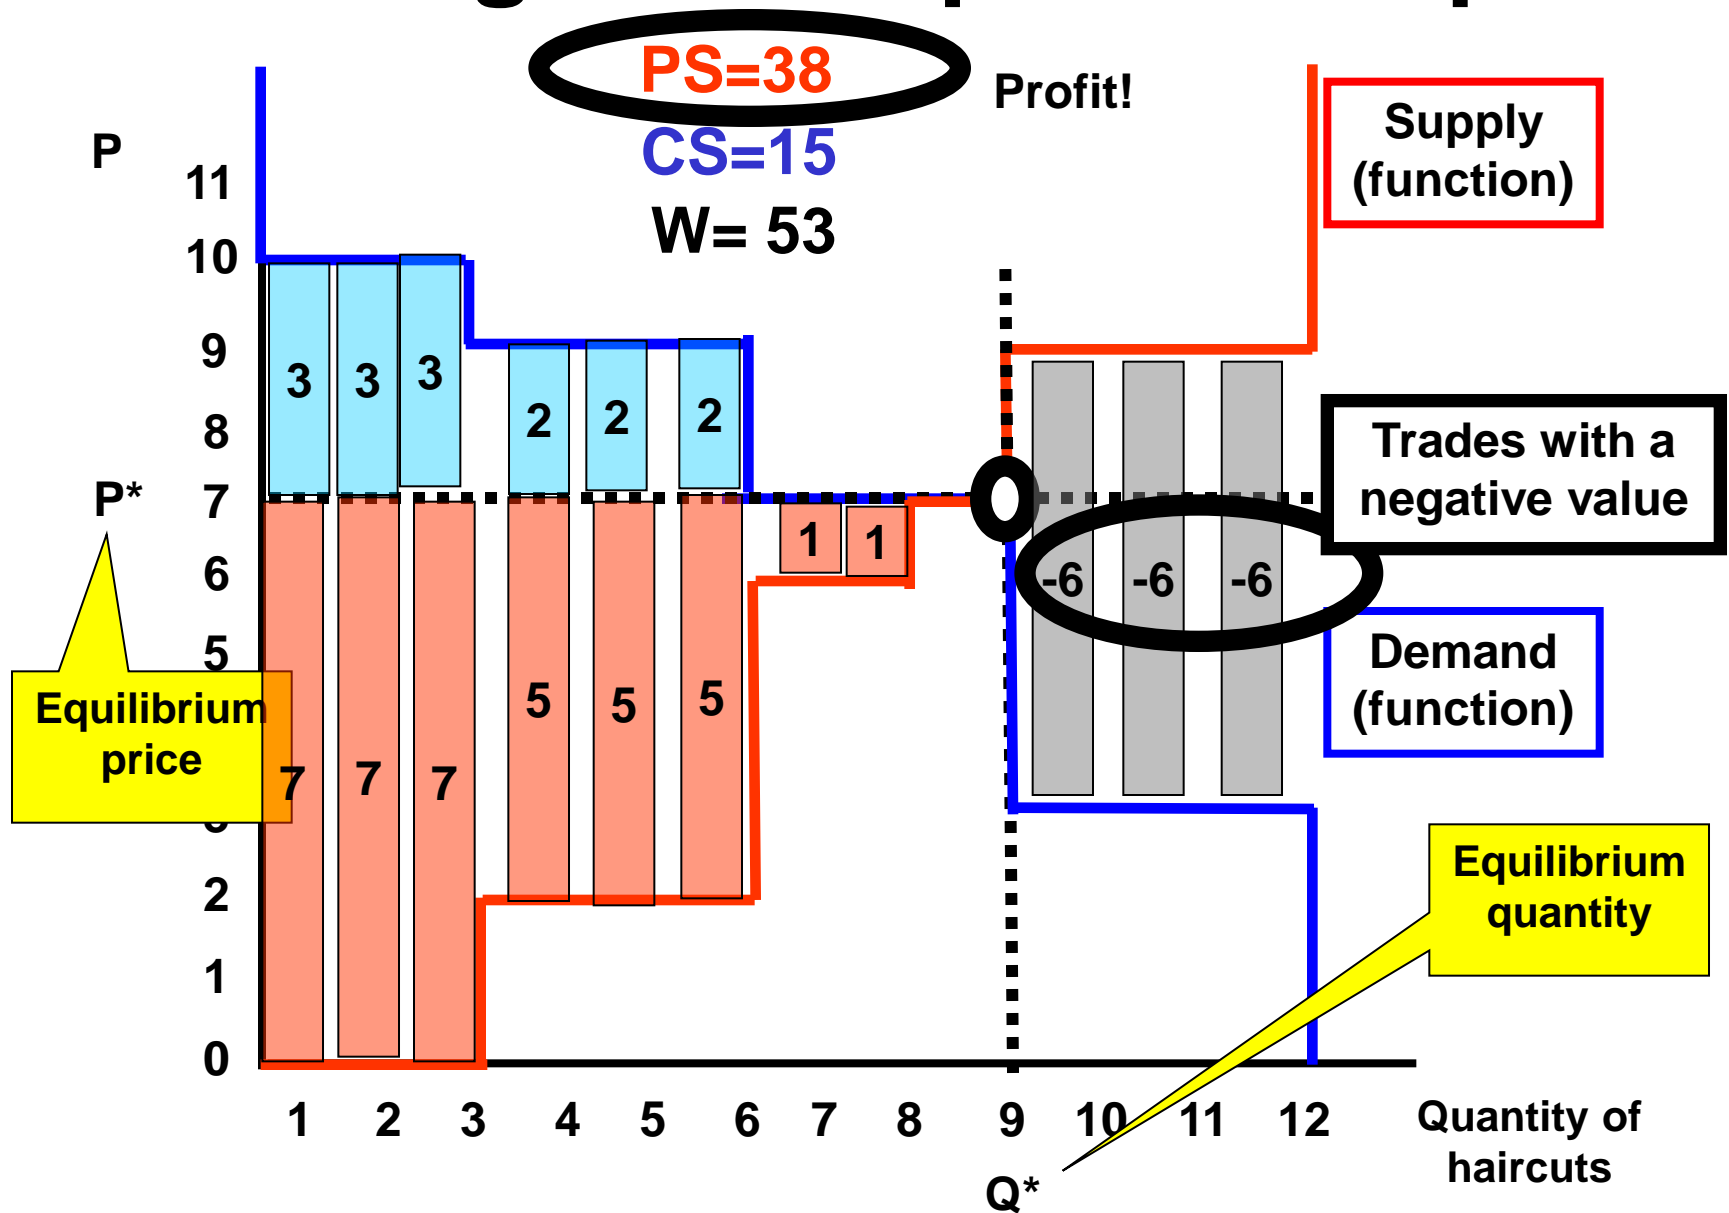 PS=38
Profit!
CS=15
W= 53
P
11
10
9
8
7
6
5
2
1
0
P*
Supply
(function)
Trades with a
negative value
Demand
(function)
Equilibrium
price
Equilibrium
quantity
3 3 3
2 2 2
1 1
-6 -6 -6
5 5 5
7 7 7
1 2 3 4 5 6 7 8 9 10 11 12
Quantity of
haircuts
Q*